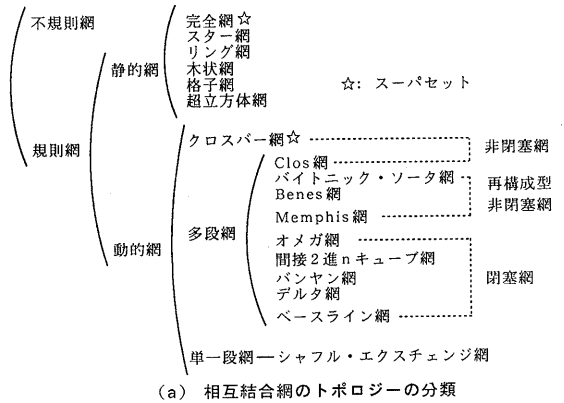 不規則網
規則網
静的網
動的網
完全網☆
スター網
リング網
木状網
格子網
超立方体網
☆: スーパセット
クロスバー網☆
多段網
Clos網
バイトニック・ソータ網
Benes網
Memphis網
オメガ網
間接2進nキューブ網
バンヤン網
デルタ網
ベースライン網
非閉塞網
再構成型
非閉塞網
閉塞網
単一段網―シャフル・エクスチェンジ網
(a) 相互結合網のトポロジーの分類